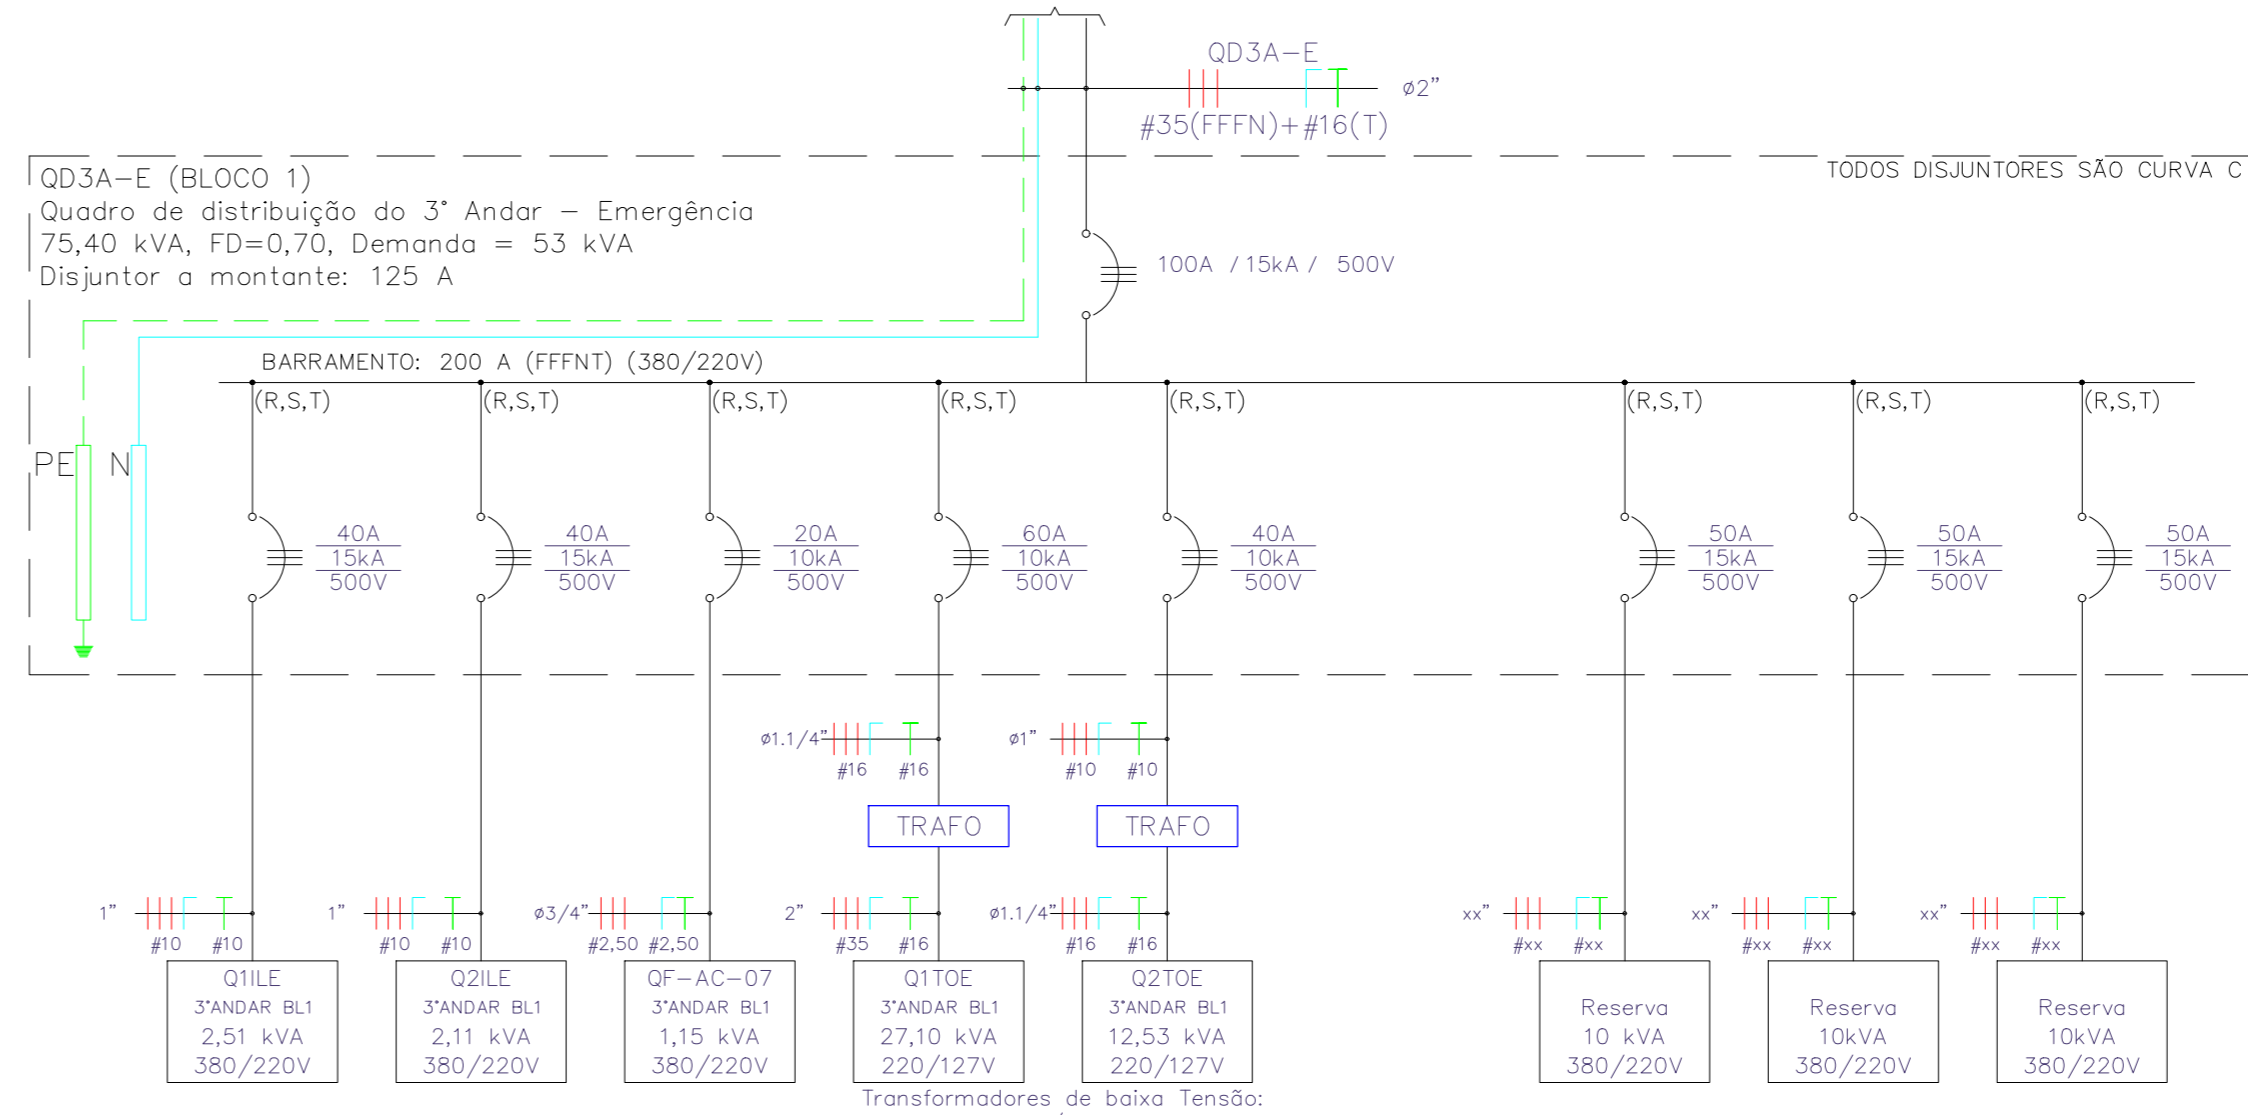 QD3A-E
ø2"
#35(FFFN)+#16(T)
TODOS DISJUNTORES SÃO CURVA C
QD3A-E (BLOCO 1)
Quadro de distribuição do 3° Andar - Emergência
75,40 kVA, FD=0,70, Demanda = 53 kVA
Disjuntor a montante: 125 A
100A /15kA/ 500V
BARRAMENTO: 200 A (FFFNT) (380/220V)
(R,S,T) (R,S,T) (R,S,T) (R,S,T) (R,S,T) (R,S,T) (R,S,T) (R,S,T)
PE N
40A 40A 20A 60A 40A 50A 50A 50A
15kA 15kA 10kA 10kA 10kA 15kA 15kA 15kA
500V 500V 500V 500V 500V 500V 500V 500V
ø1.1/4" ø1"
#16 #16 #10 #10
TRAFO TRAFO
1" 1" ø3/4" 2" ø1.1/4" xx" xx" xx"
#10 #10 #10 #10 #2,50 #2,50 #35 #16 #16 #16 #xx #xx #xx #xx #xx #xx
Q1ILE
3°ANDAR BL1
2,51 kVA
380/220V
Q2ILE
3°ANDAR BL1
2,11 kVA
380/220V
QF-AC-07
3°ANDAR BL1
1,15 kVA
380/220V
Q1TOE
3°ANDAR BL1
27,10 kVA
220/127V
Q2TOE
3°ANDAR BL1
12,53 kVA
220/127V
Reserva
10 kVA
380/220V
Reserva
10kVA
380/220V
Reserva
10kVA
380/220V
Transformadores de baixa Tensão: